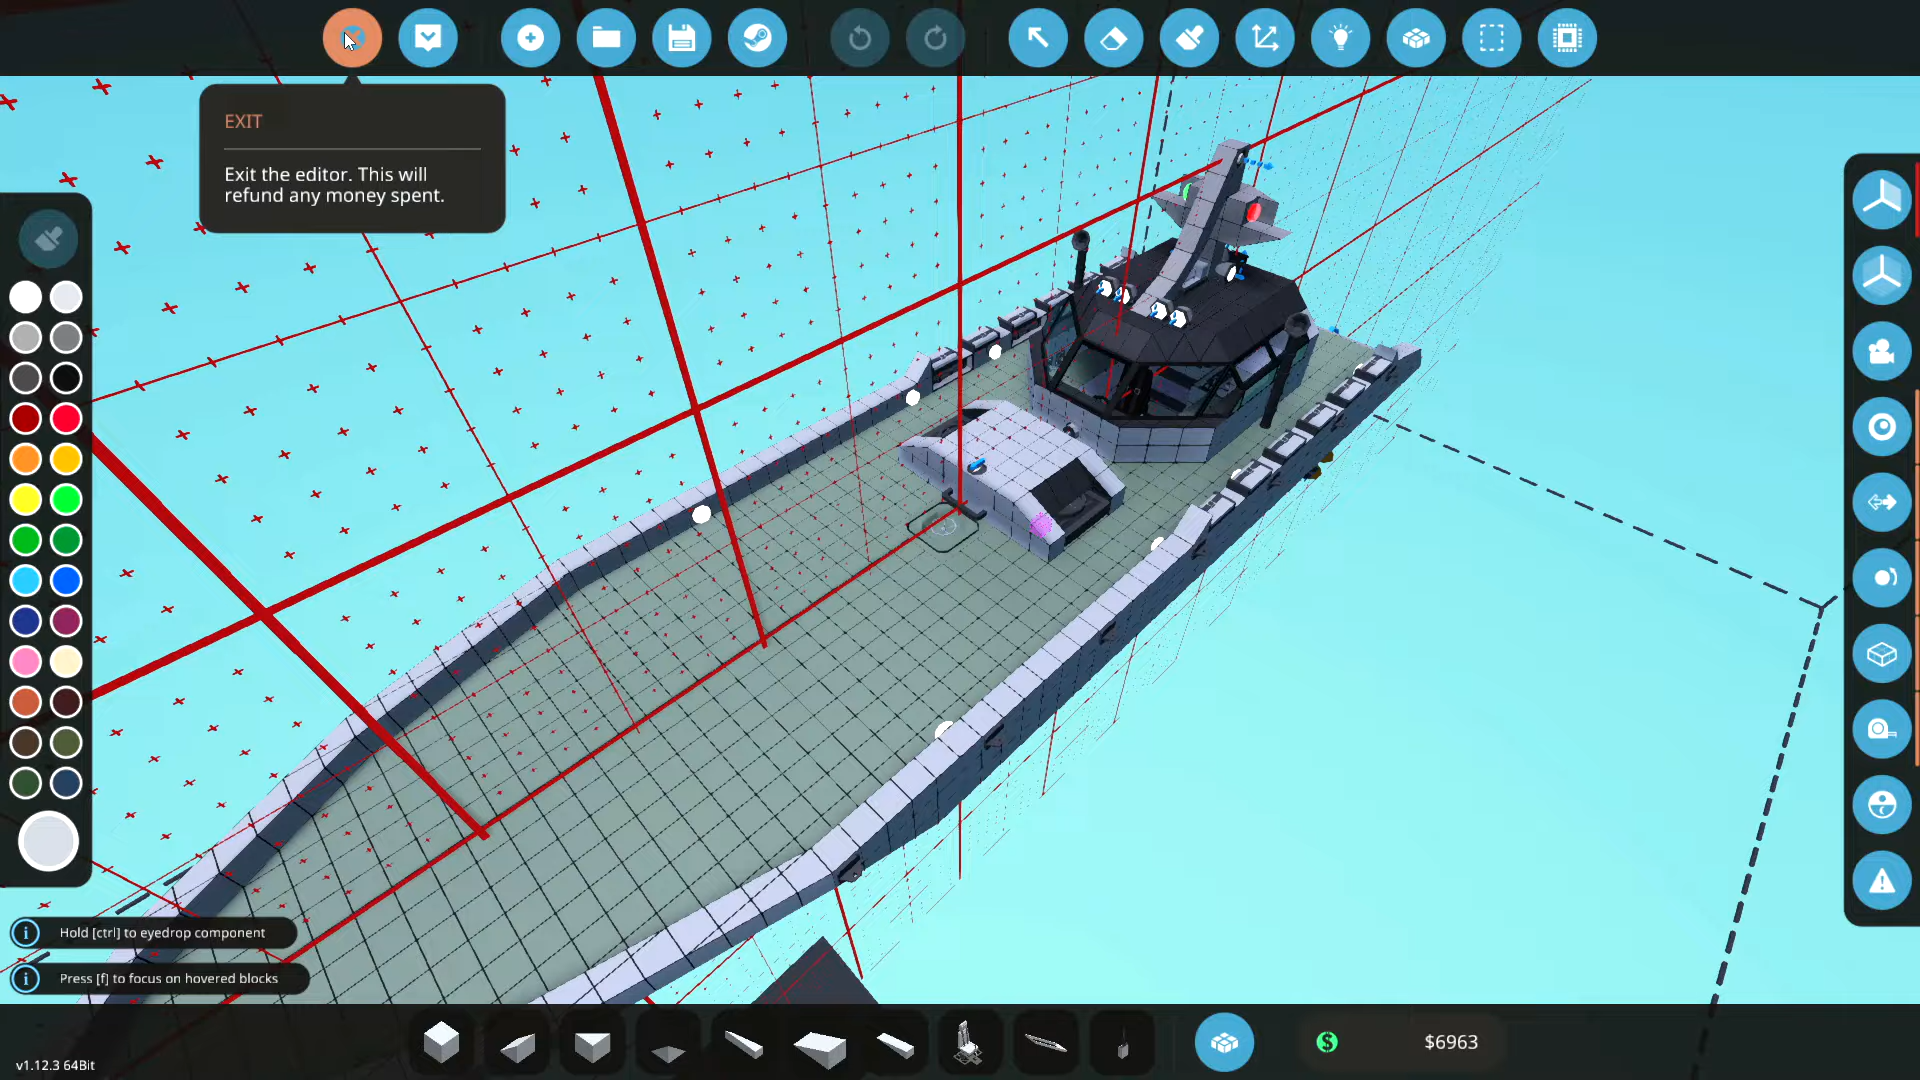 EXIT
Exit the editor. This will
refund any money spent.
Hold [ctrl] to eyedrop component
Press [f] to focus on hovered blocks
v1.12.3 64Bit
$6963